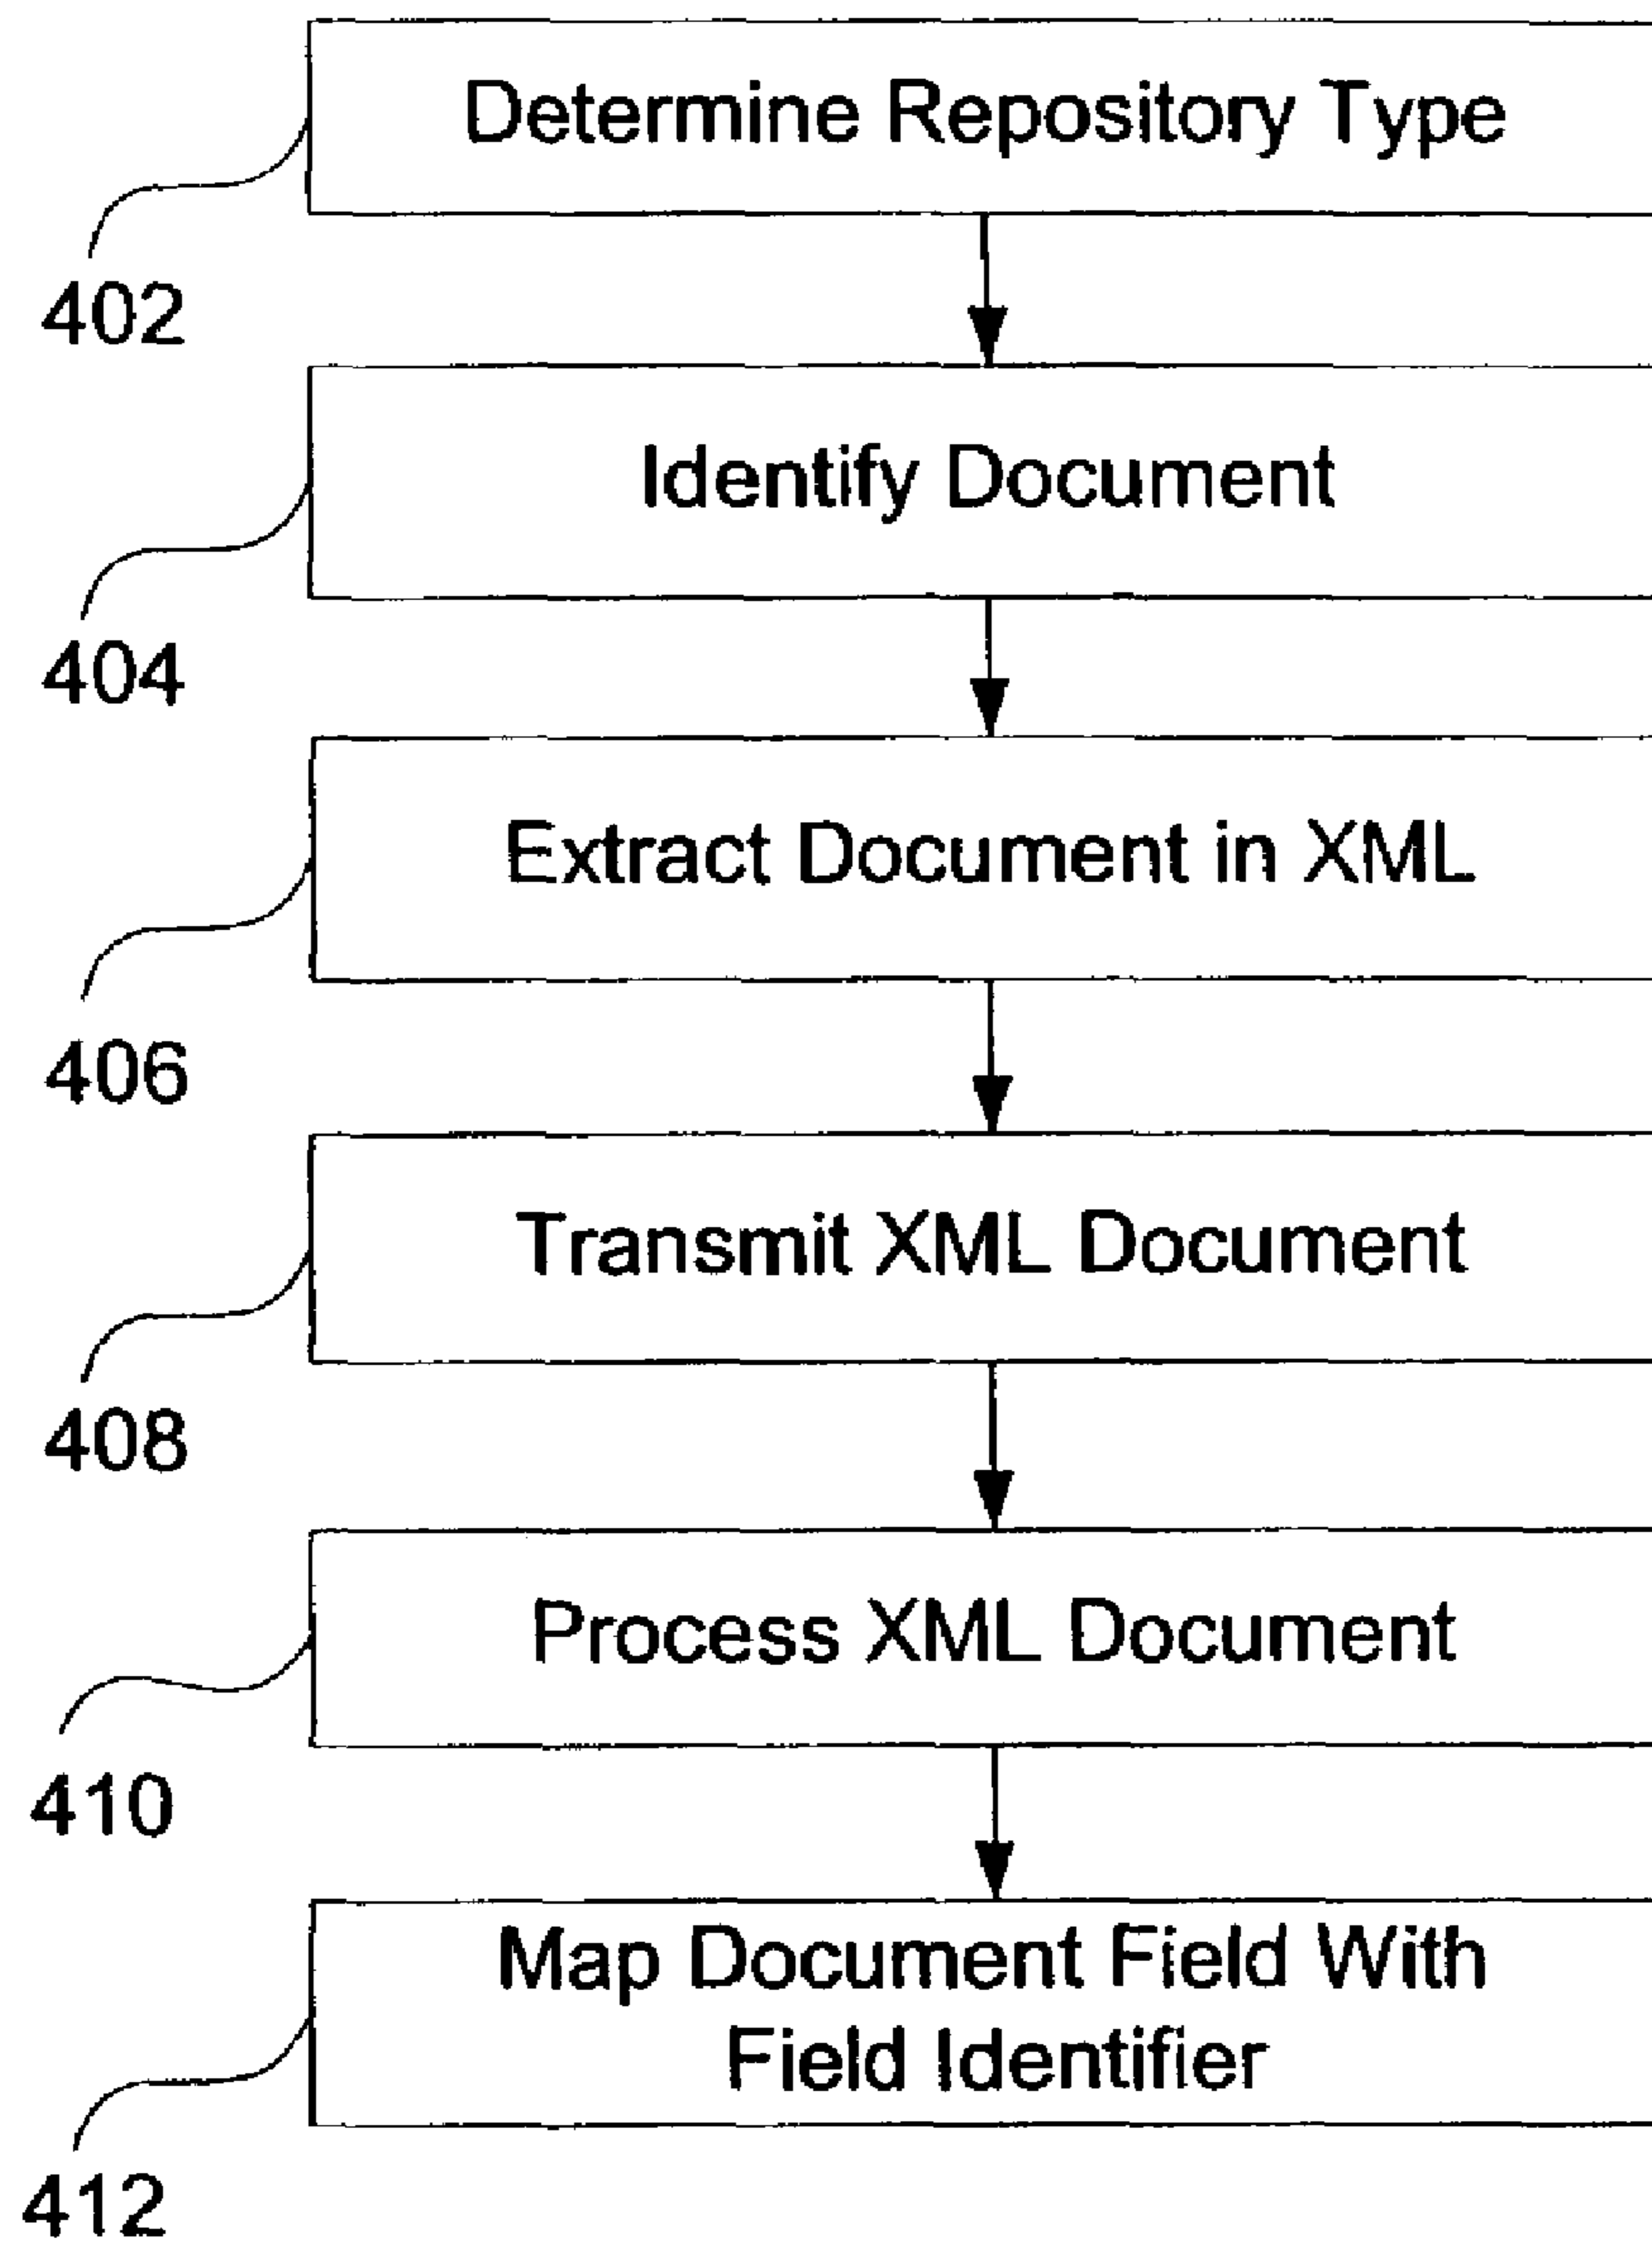 Determine Repository Type
402
Identify Document
404
Extract Document in XML
406
Transmit XML Document
408
Process XML Document
410
Map Document Field With
Field Identifier
412